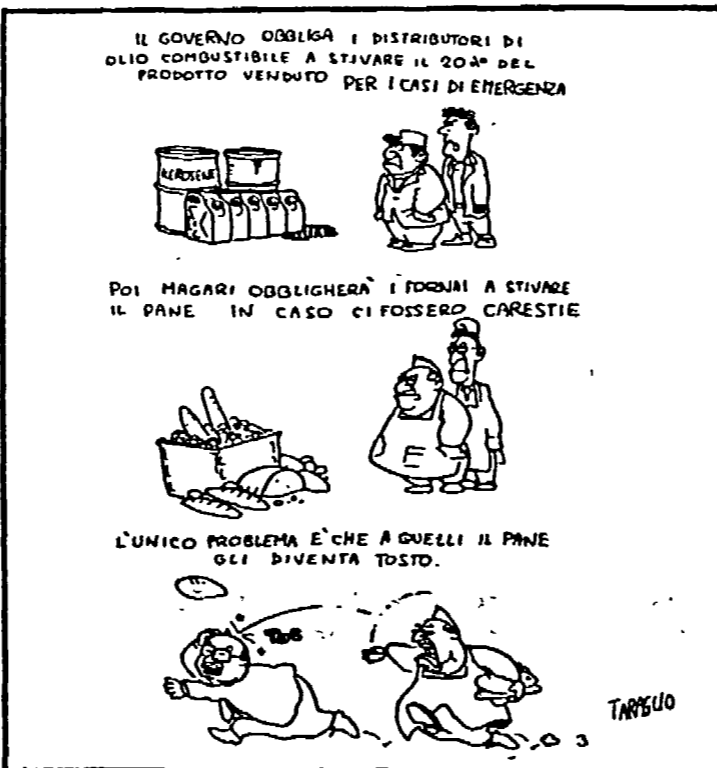 IL GOVERNO OBBLIGA I DISTRIBUTORI DI
OLIO COMBUSTIBILE A STIVARE IL 20% DEL
PRODOTTO VENDUTO PER I CASI DI EMERGENZA
KEROSENE
POI MAGARI OBBLIGHERÀ I FORNAI A STIVARE
IL PANE IN CASO CI FOSSERO CARESTIE
L'UNICO PROBLEMA E' CHE A QUELLI IL PANE
GLI DIVENTA TOSTO.